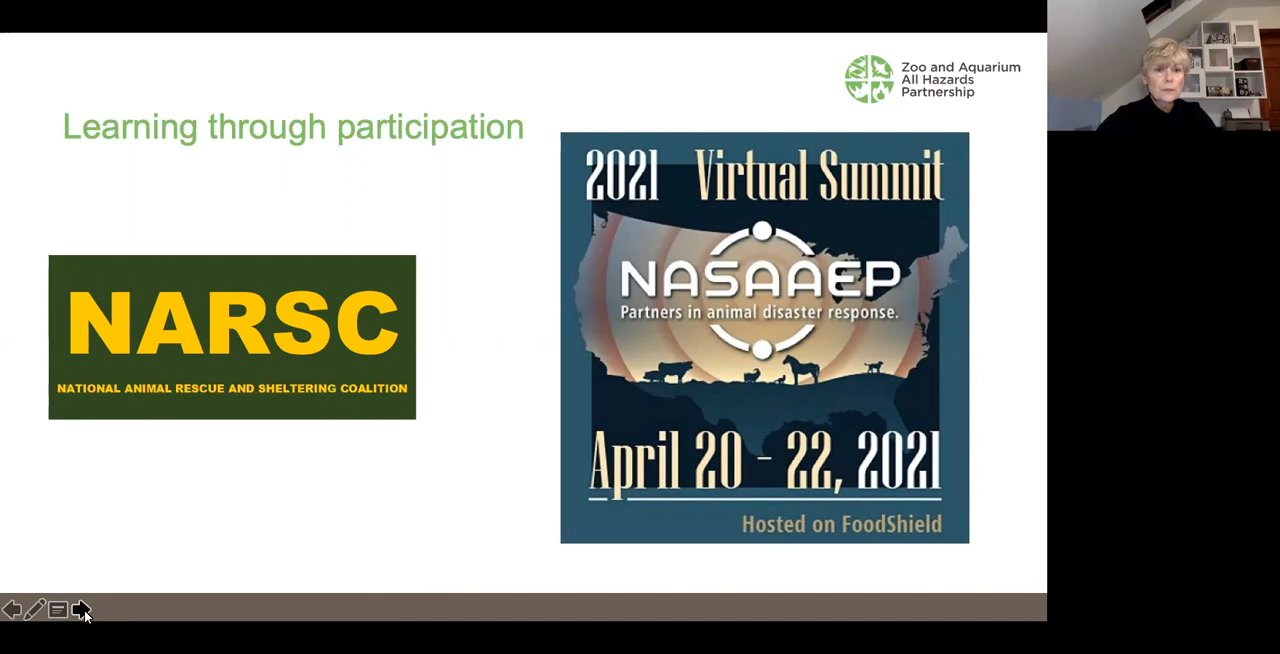 Zoo and Aquarium
All Hazards
Partnership
Learning through participation
NARSC
NATIONAL ANIMAL RESCUE AND SHELTERING COALITION
2021 Virtual Summit
NASAAEP
Partners in animal disaster response.
April 20 - 22, 2021
Hosted on FoodShield